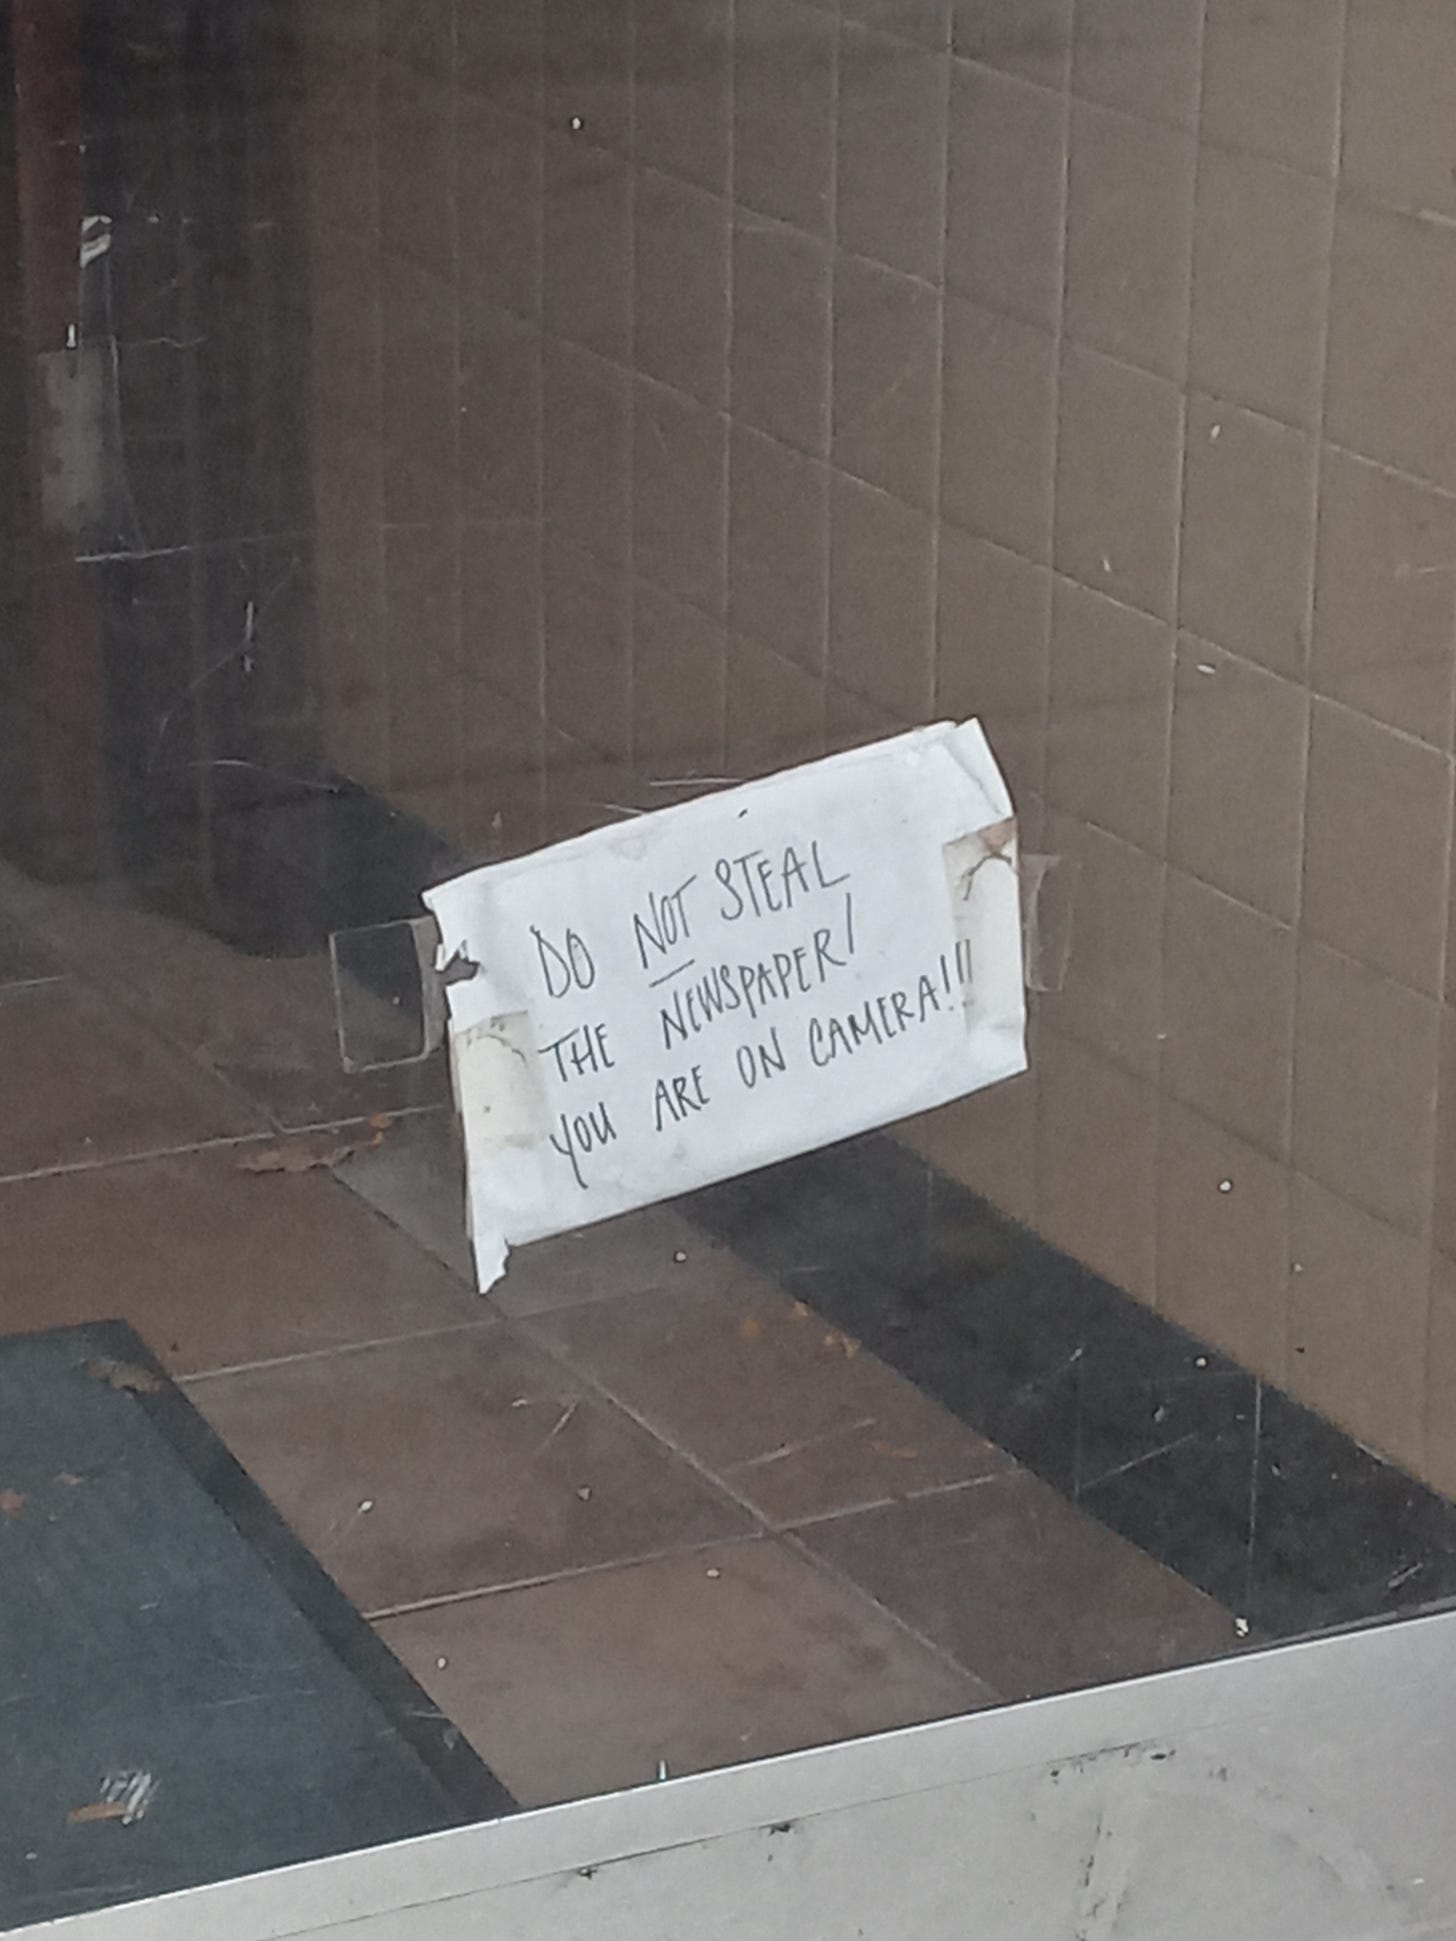 DO NOT STEAL
THE NEWSPAPER!
YOU ARE ON CAMERA!!!